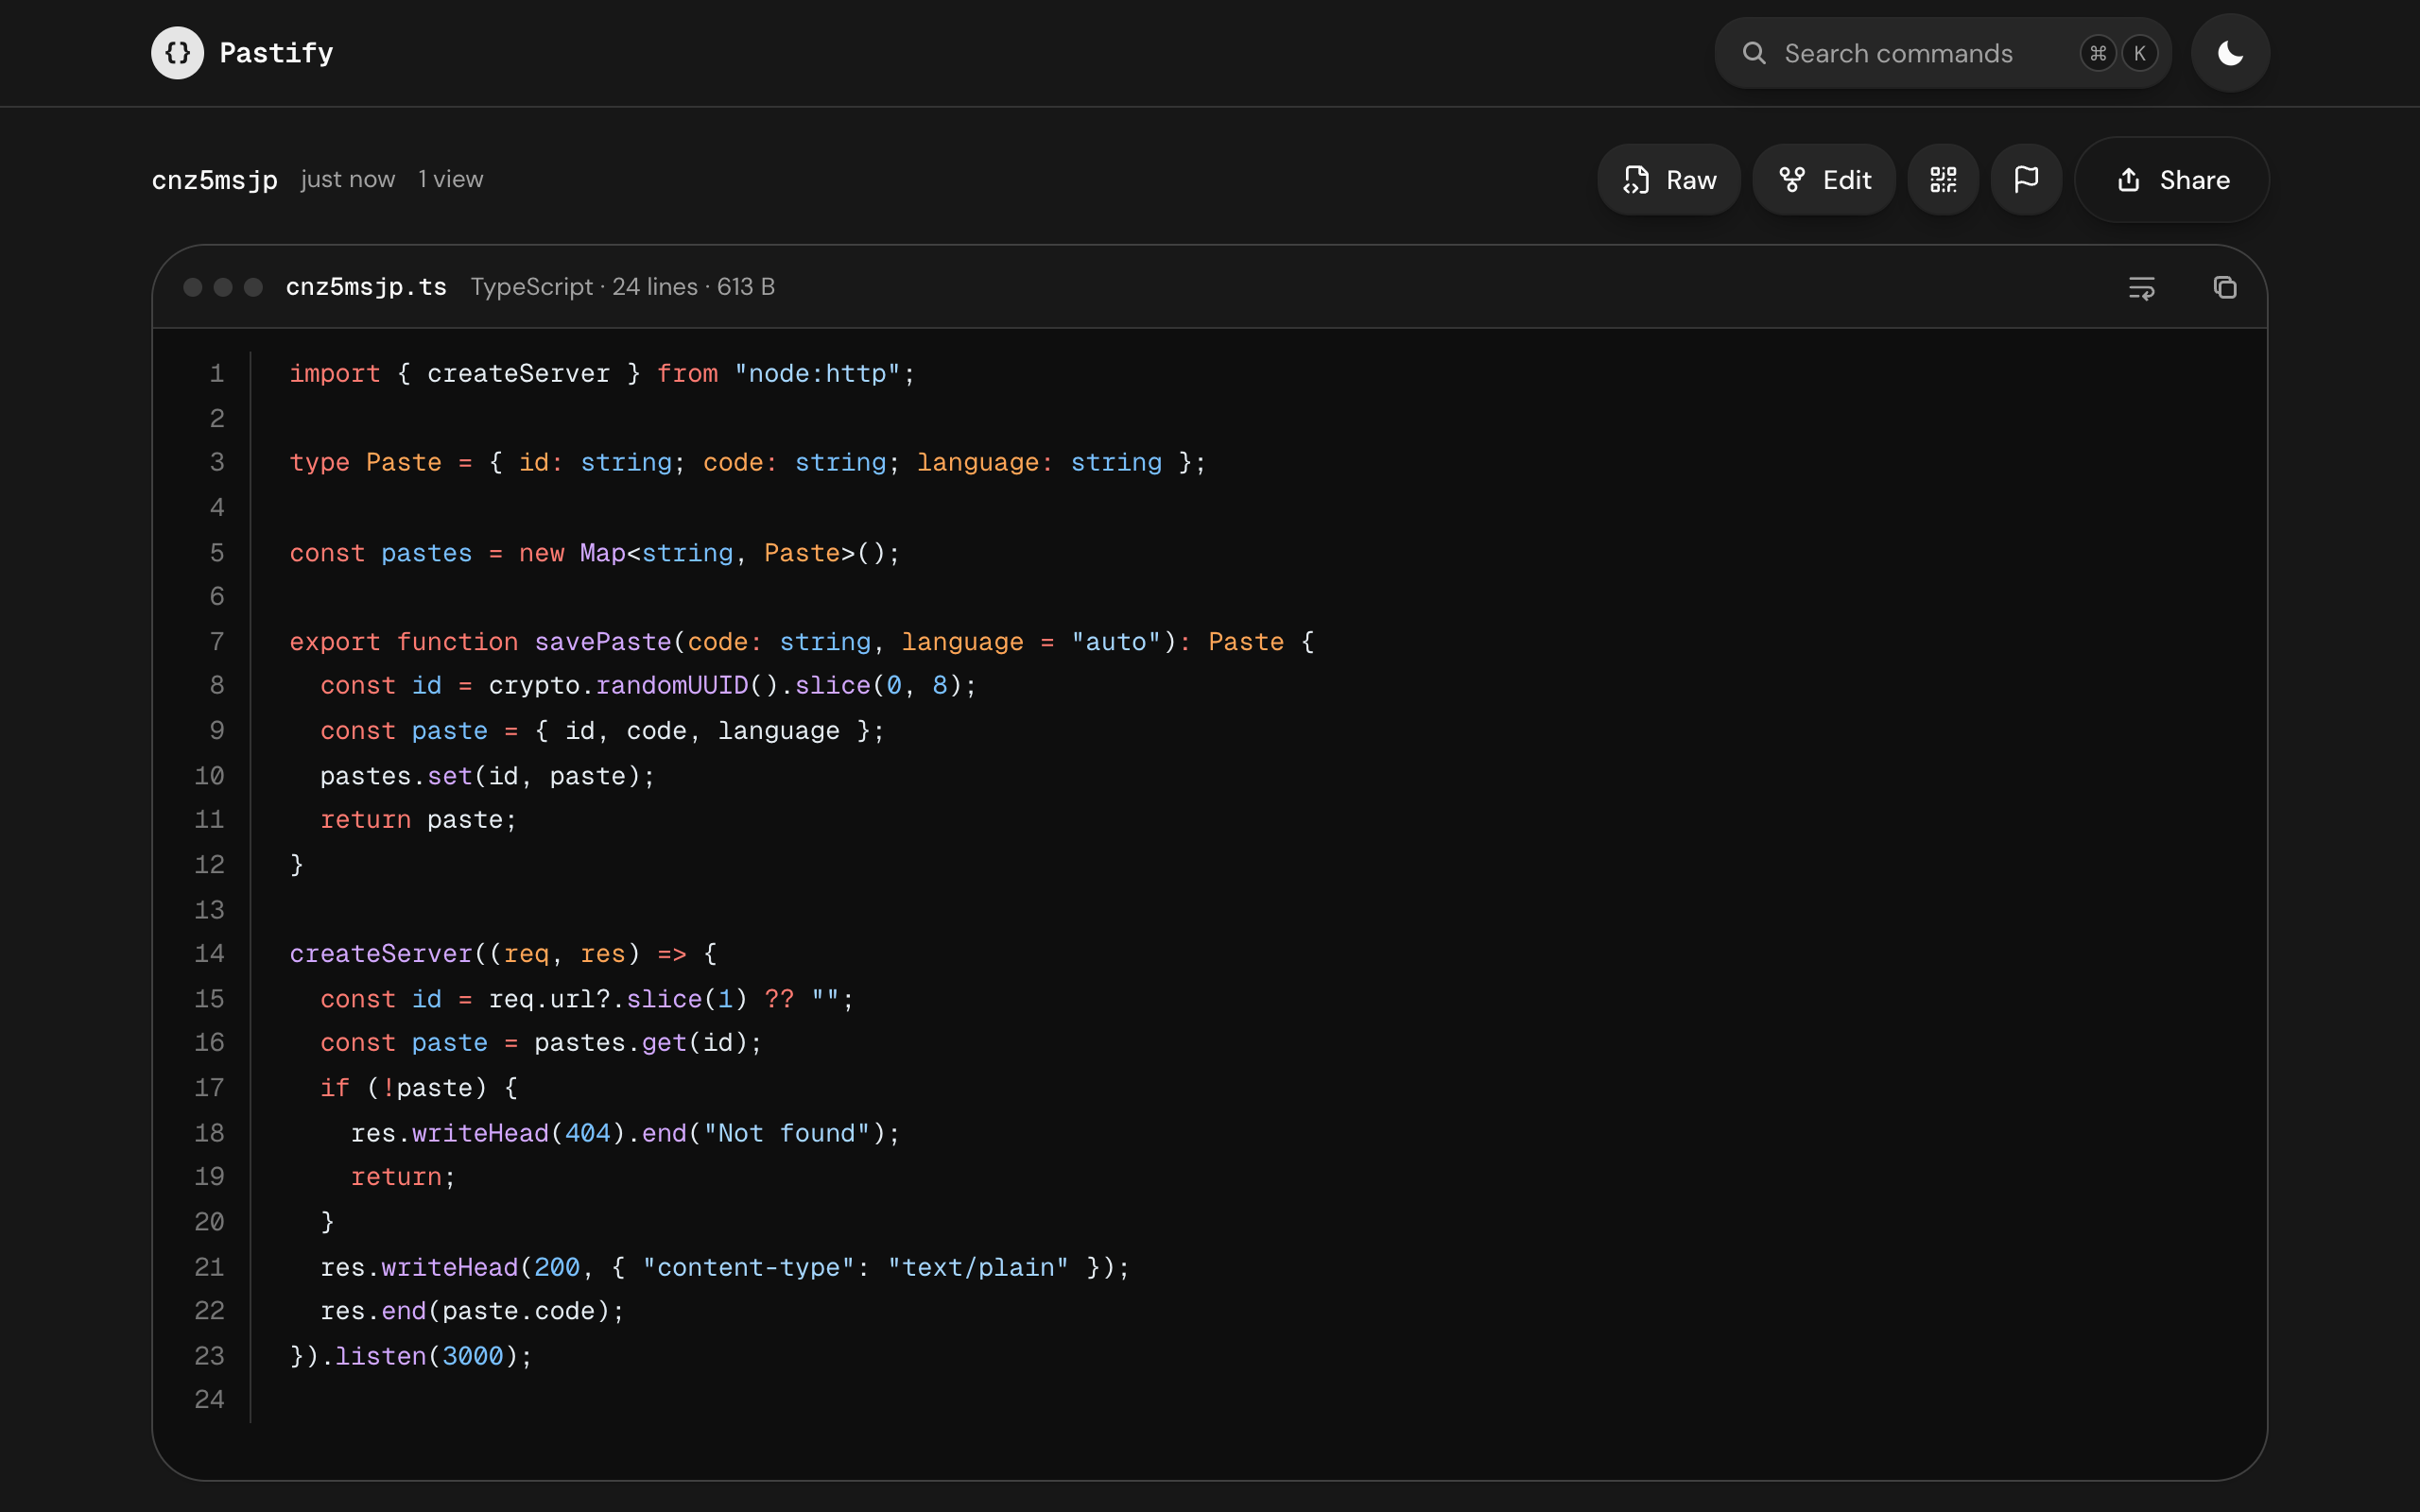 {} Pastify
Search commands ⌘ K
cnz5msjp just now 1 view
Raw Edit Share
cnz5msjp.ts TypeScript · 24 lines · 613 B
1 import { createServer } from "node:http";
2
3 type Paste = { id: string; code: string; language: string };
4
5 const pastes = new Map<string, Paste>();
6
7 export function savePaste(code: string, language = "auto"): Paste {
8   const id = crypto.randomUUID().slice(0, 8);
9   const paste = { id, code, language };
10   pastes.set(id, paste);
11   return paste;
12 }
13
14 createServer((req, res) => {
15   const id = req.url?.slice(1) ?? "";
16   const paste = pastes.get(id);
17   if (!paste) {
18     res.writeHead(404).end("Not found");
19     return;
20   }
21   res.writeHead(200, { "content-type": "text/plain" });
22   res.end(paste.code);
23 }).listen(3000);
24